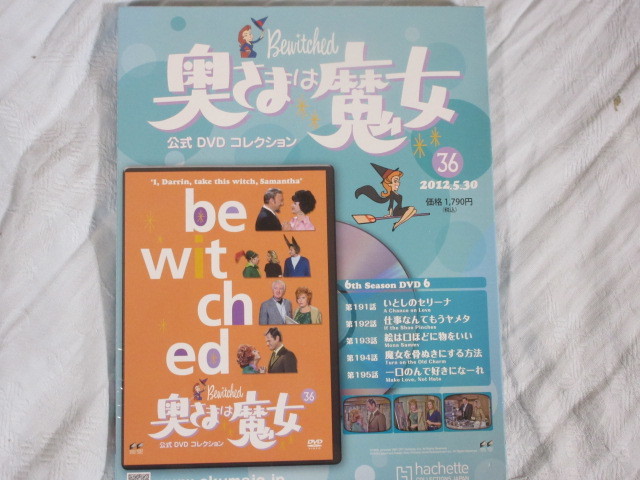 Bewitched
奥さまは魔女
公式 DVD コレクション
36
2012.5.30
価格 1,790円
(税込)
"I, Darrin, take this witch, Samantha"
be
wit
ch
ed
Bewitched
奥さまは魔女
36
公式 DVD コレクション
DVD
6th Season DVD 6
第191話 いとしのセリーナ
A Chance on Love
第192話 仕事なんてもうヤメタ
If the Shoe Pinches
第193話 絵は口ほどに物をいい
Mona Sammy
第194話 魔女を骨ぬきにする方法
Turn on the Old Charm
第195話 一口のんで好きになーれ
Make Love, Not Hate
hachette
COLLECTIONS JAPAN